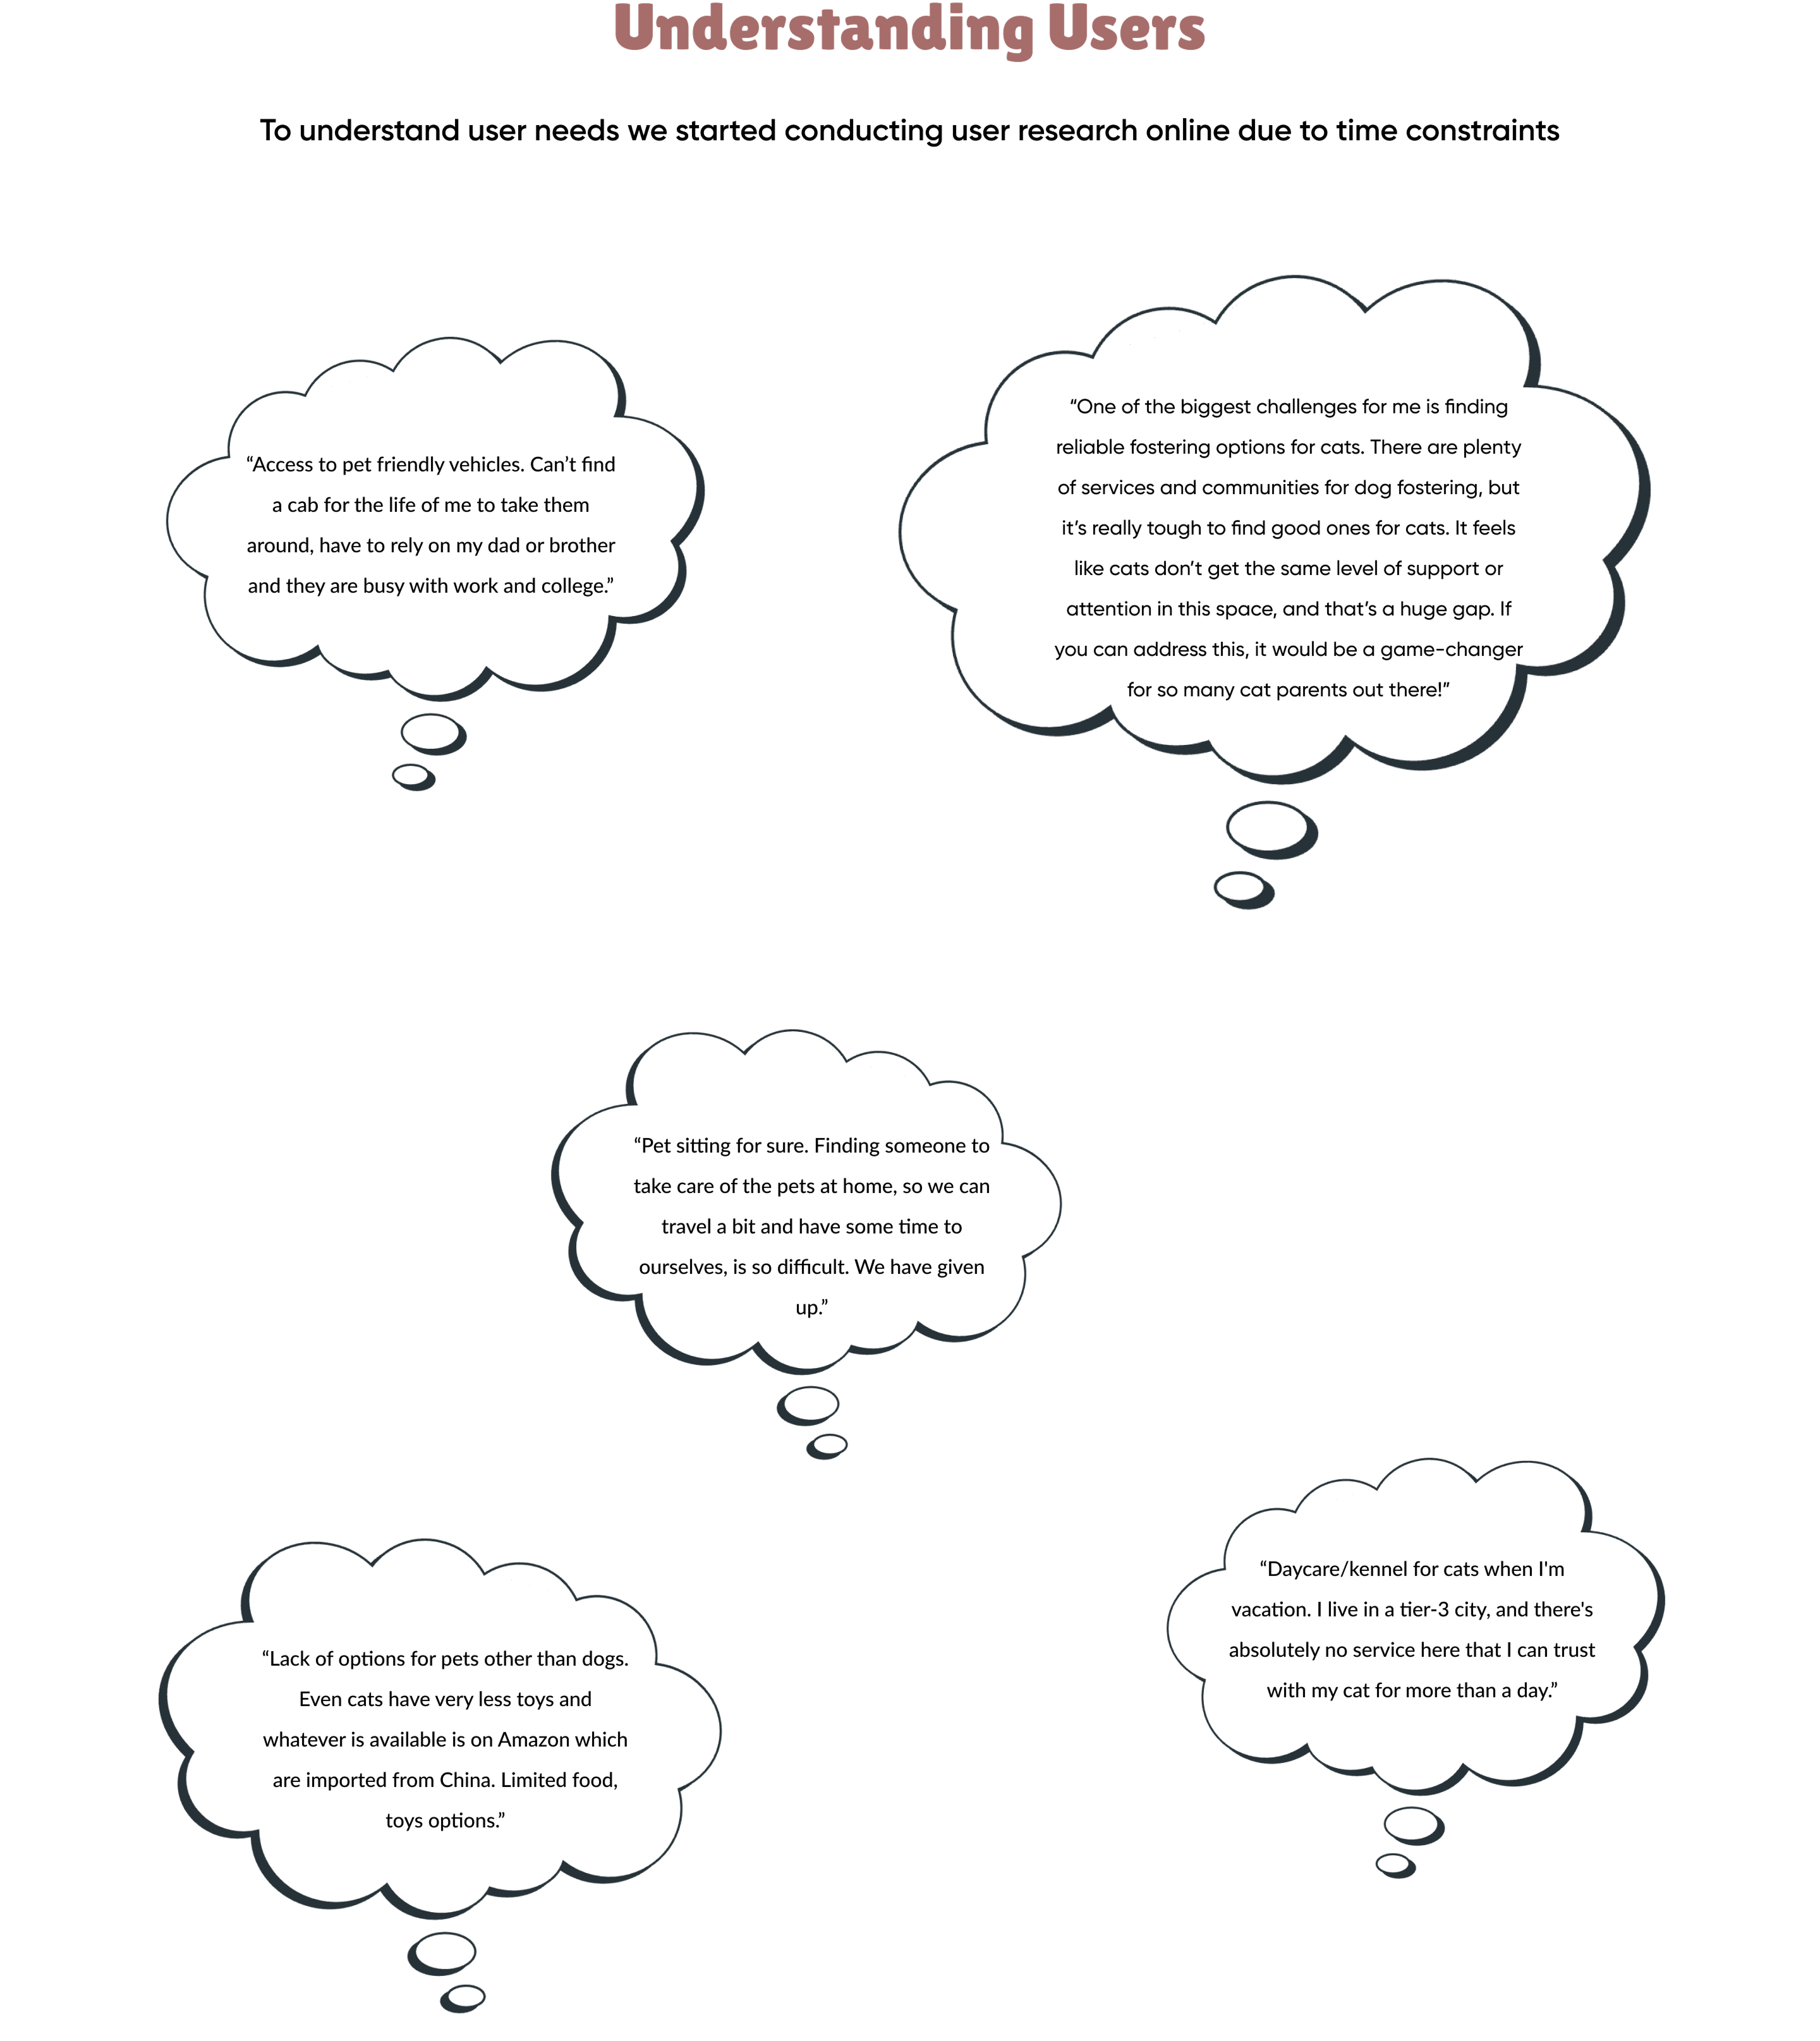 Understanding Users
To understand user needs we started conducting user research online due to time constraints
“Access to pet friendly vehicles. Can’t find
a cab for the life of me to take them
around, have to rely on my dad or brother
and they are busy with work and college.”
“One of the biggest challenges for me is finding
reliable fostering options for cats. There are plenty
of services and communities for dog fostering, but
it’s really tough to find good ones for cats. It feels
like cats don’t get the same level of support or
attention in this space, and that’s a huge gap. If
you can address this, it would be a game-changer
for so many cat parents out there!”
“Pet sitting for sure. Finding someone to
take care of the pets at home, so we can
travel a bit and have some time to
ourselves, is so difficult. We have given
up.”
“Lack of options for pets other than dogs.
Even cats have very less toys and
whatever is available is on Amazon which
are imported from China. Limited food,
toys options.”
“Daycare/kennel for cats when I'm
vacation. I live in a tier-3 city, and there's
absolutely no service here that I can trust
with my cat for more than a day.”